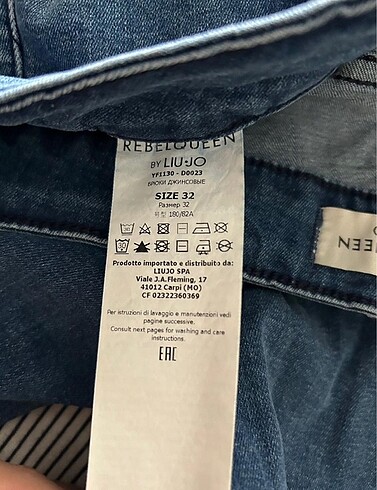 REBELQUEEN
BY LIU·JO
YF1130 - D0023
БРЮКИ ДЖИНСОВЫЕ
SIZE 32
Размер 32
180/82A
Prodotto importato e distribuito da:
LIUJO SPA
Viale J.A.Fleming, 17
41012 Carpi (MO)
CF 02322360369
Per istruzioni di lavaggio e manutenzioni vedi
pagine successive.
Consult next pages for washing and care
instructions.
EAC